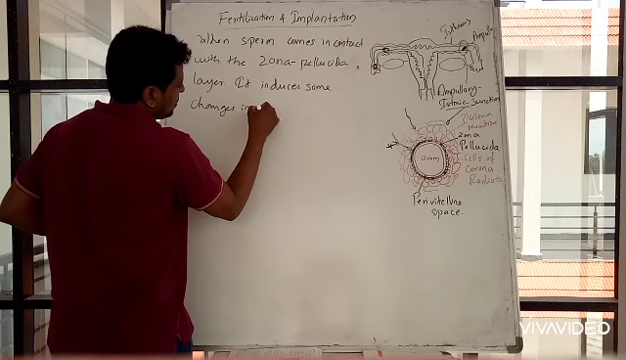 Fertilization & Implantation
When sperm comes in contact
with the Zona-pellucida
layer it induces some
changes in
Isthmus
Ampulla
Ampullary-
Isthmic junction
Plasma
membrane
Zona
Pellucida
Cells of
Corona
Radiata
Ovum
Perivitelline
space.
VIVAVIDEO